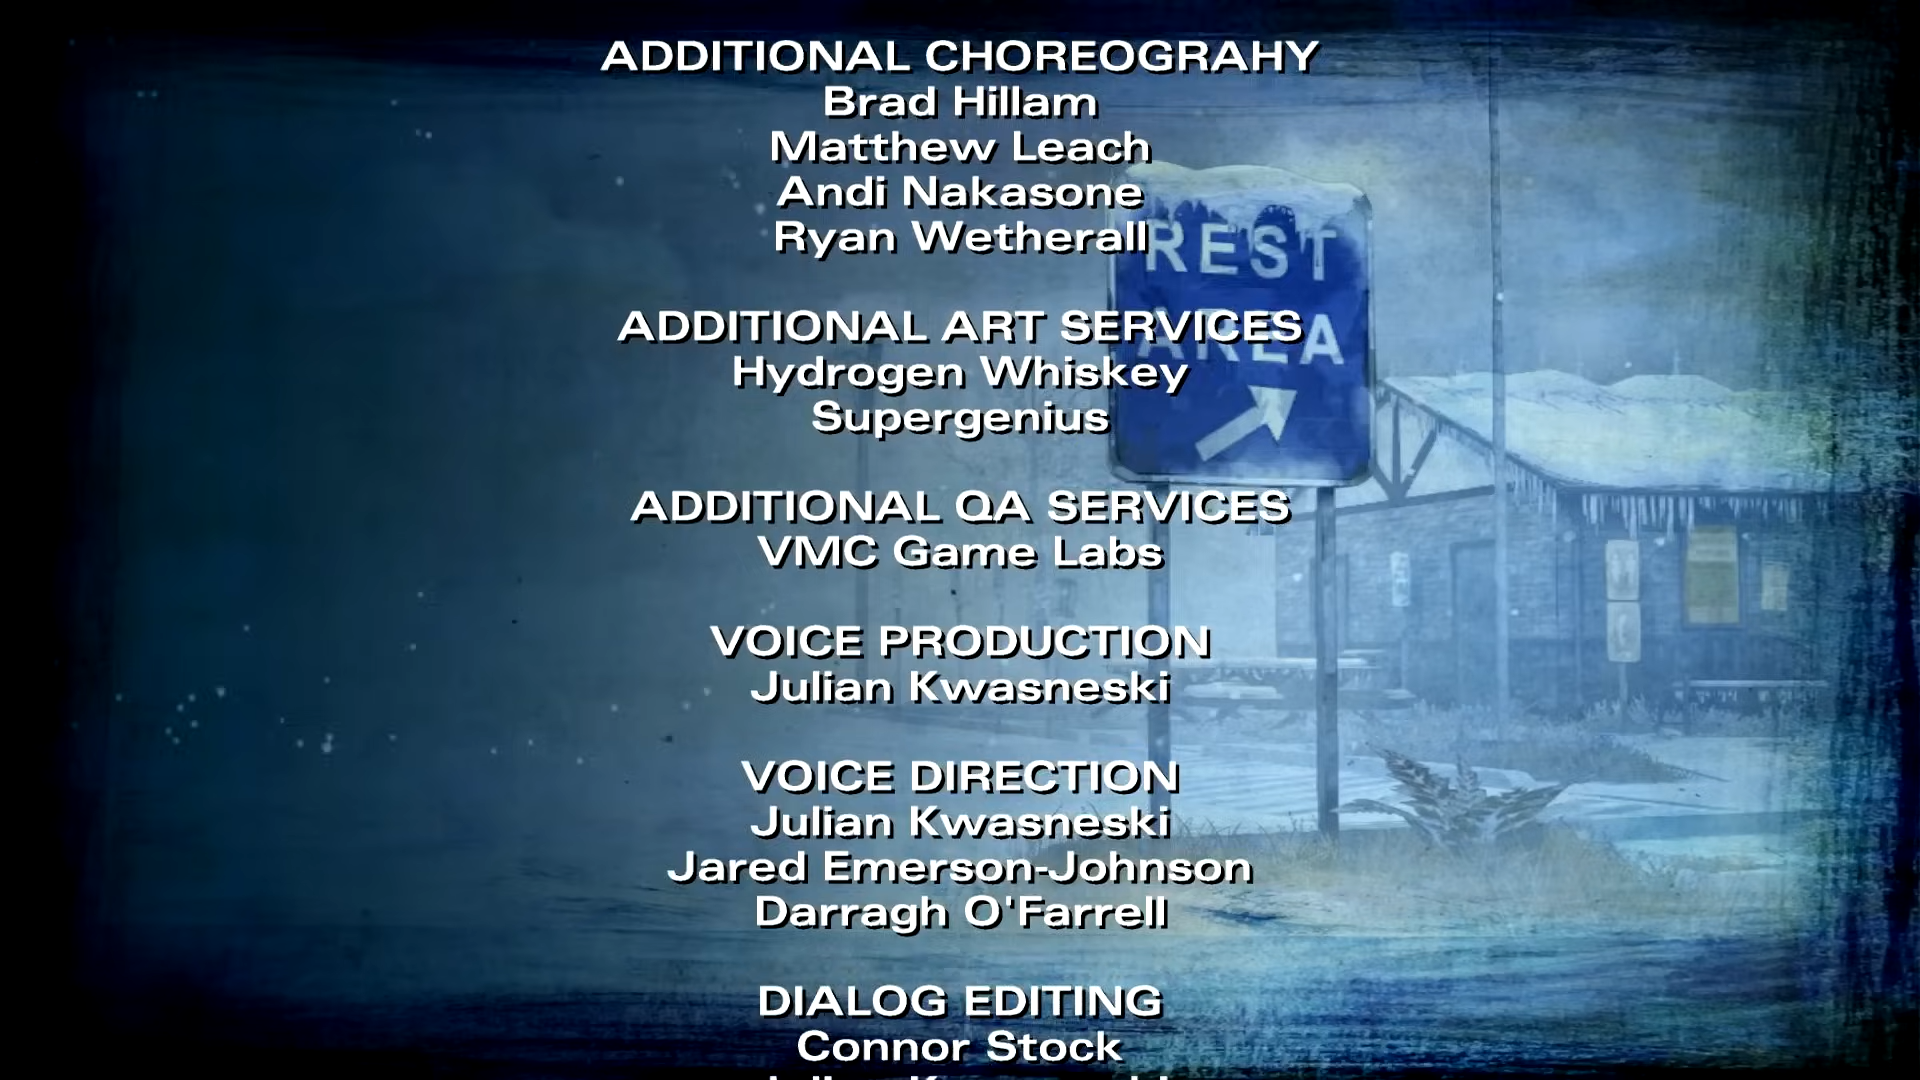 ADDITIONAL CHOREOGRAHY
Brad Hillam
Matthew Leach
Andi Nakasone
Ryan Wetherall
REST
AREA
ADDITIONAL ART SERVICES
Hydrogen Whiskey
Supergenius
ADDITIONAL QA SERVICES
VMC Game Labs
VOICE PRODUCTION
Julian Kwasneski
VOICE DIRECTION
Julian Kwasneski
Jared Emerson-Johnson
Darragh O'Farrell
DIALOG EDITING
Connor Stock